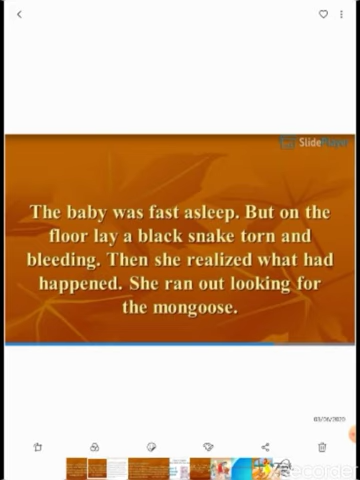 SlidePlayer
The baby was fast asleep. But on the
floor lay a black snake torn and
bleeding. Then she realized what had
happened. She ran out looking for
the mongoose.
03/26/2020